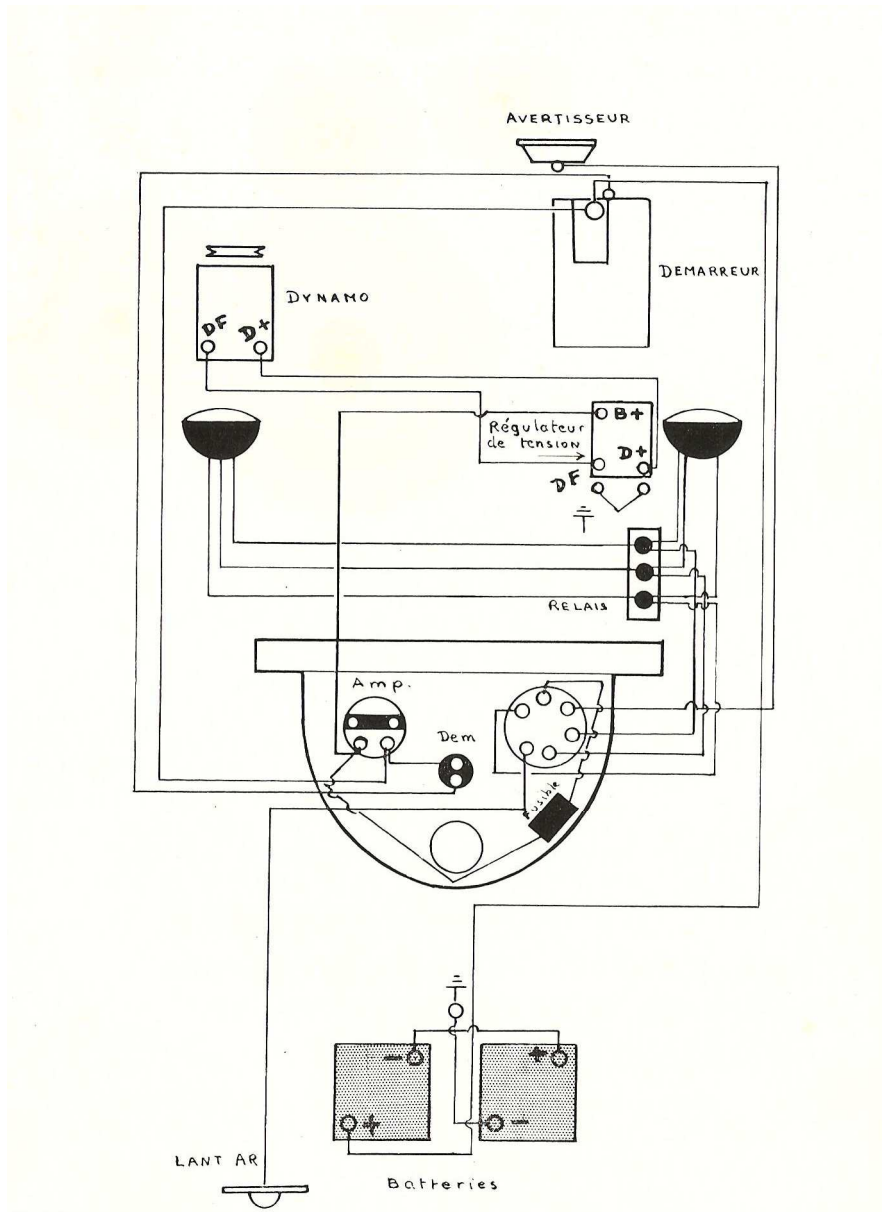 AVERTISSEUR
DEMARREUR
DYNAMO
DF D+
B+
Régulateur
de tension
D+
DF
RELAIS
Amp.
Dem
Fusible
- +
+ -
LANT AR
Batteries